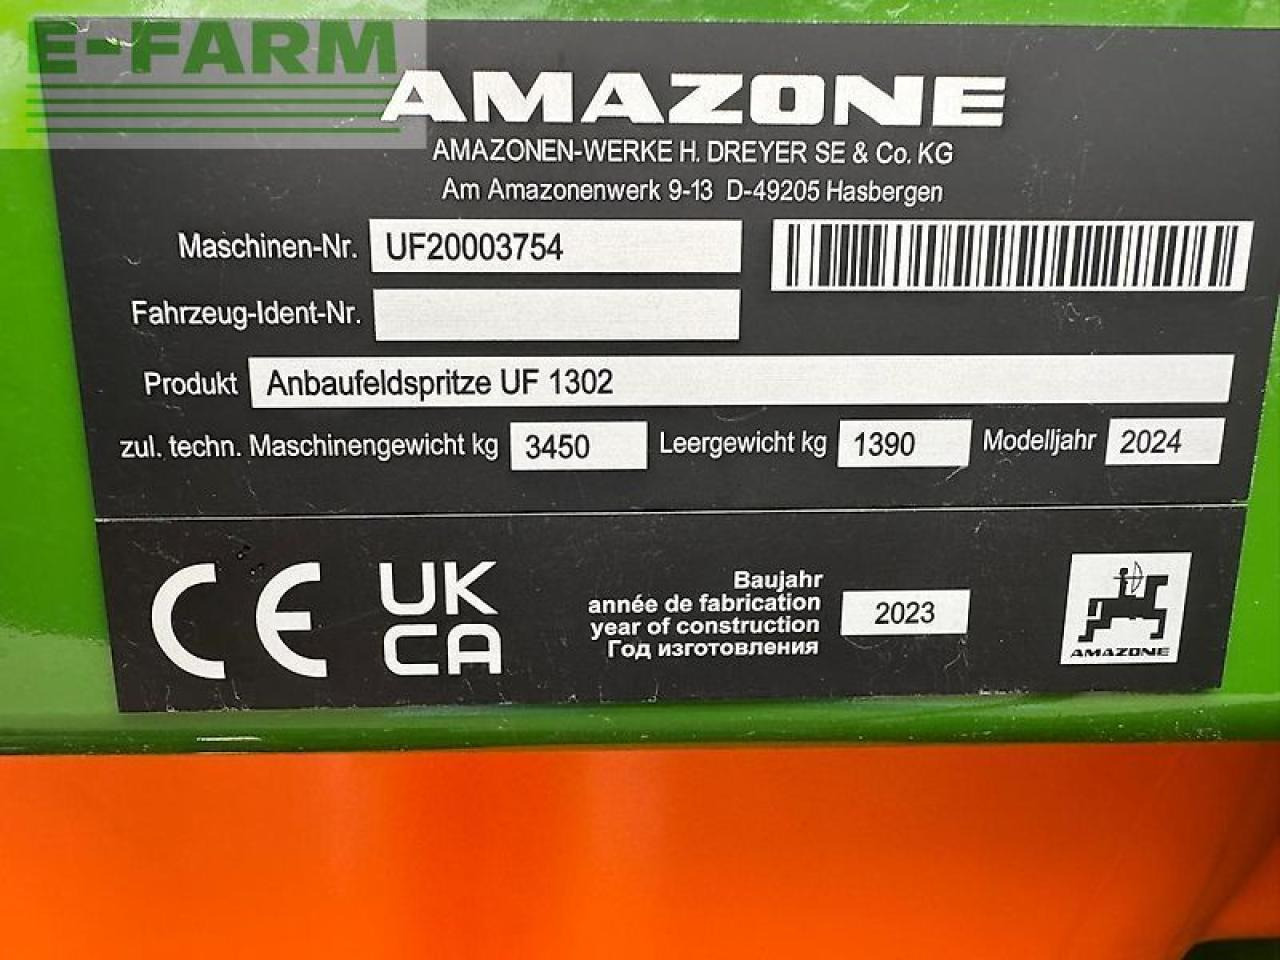 E-FARM
AMAZONE
AMAZONEN-WERKE H. DREYER SE & Co. KG
Am Amazonenwerk 9-13 D-49205 Hasbergen
Maschinen-Nr. UF20003754
Fahrzeug-Ident-Nr.
Produkt Anbaufeldspritze UF 1302
zul. techn. Maschinengewicht kg 3450 Leergewicht kg 1390 Modelljahr 2024
CE UK CA
Baujahr
année de fabrication
year of construction
Год изготовления
2023
AMAZONE